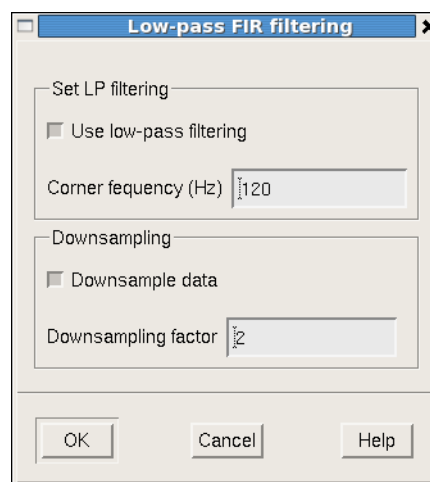 Low-pass FIR filtering
Set LP filtering
Use low-pass filtering
Corner fequency (Hz) 120
Downsampling
Downsample data
Downsampling factor 2
OK Cancel Help